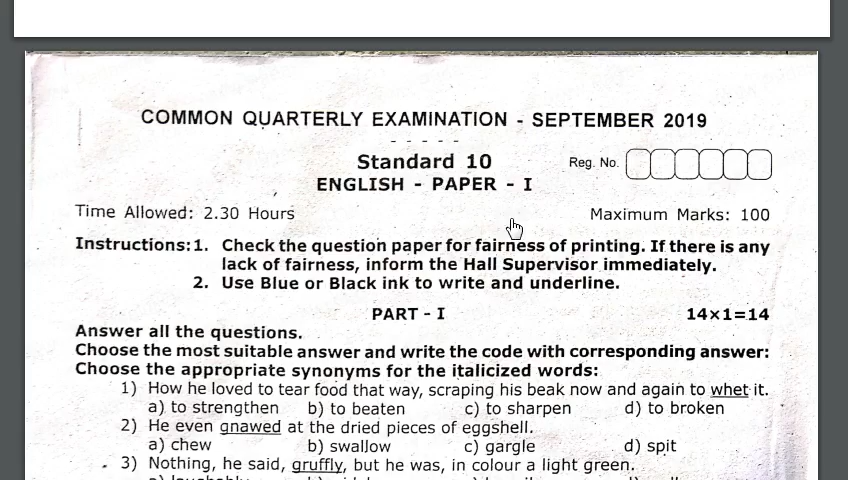 COMMON QUARTERLY EXAMINATION - SEPTEMBER 2019
- - - - -
Standard 10
Reg. No.
ENGLISH - PAPER - I
Time Allowed: 2.30 Hours Maximum Marks: 100
Instructions: 1. Check the question paper for fairness of printing. If there is any
lack of fairness, inform the Hall Supervisor immediately.
2. Use Blue or Black ink to write and underline.
PART - I 14×1=14
Answer all the questions.
Choose the most suitable answer and write the code with corresponding answer:
Choose the appropriate synonyms for the italicized words:
1) How he loved to tear food that way, scraping his beak now and again to whet it.
a) to strengthen b) to beaten c) to sharpen d) to broken
2) He even gnawed at the dried pieces of eggshell.
a) chew b) swallow c) gargle d) spit
3) Nothing, he said, gruffly, but he was, in colour a light green.